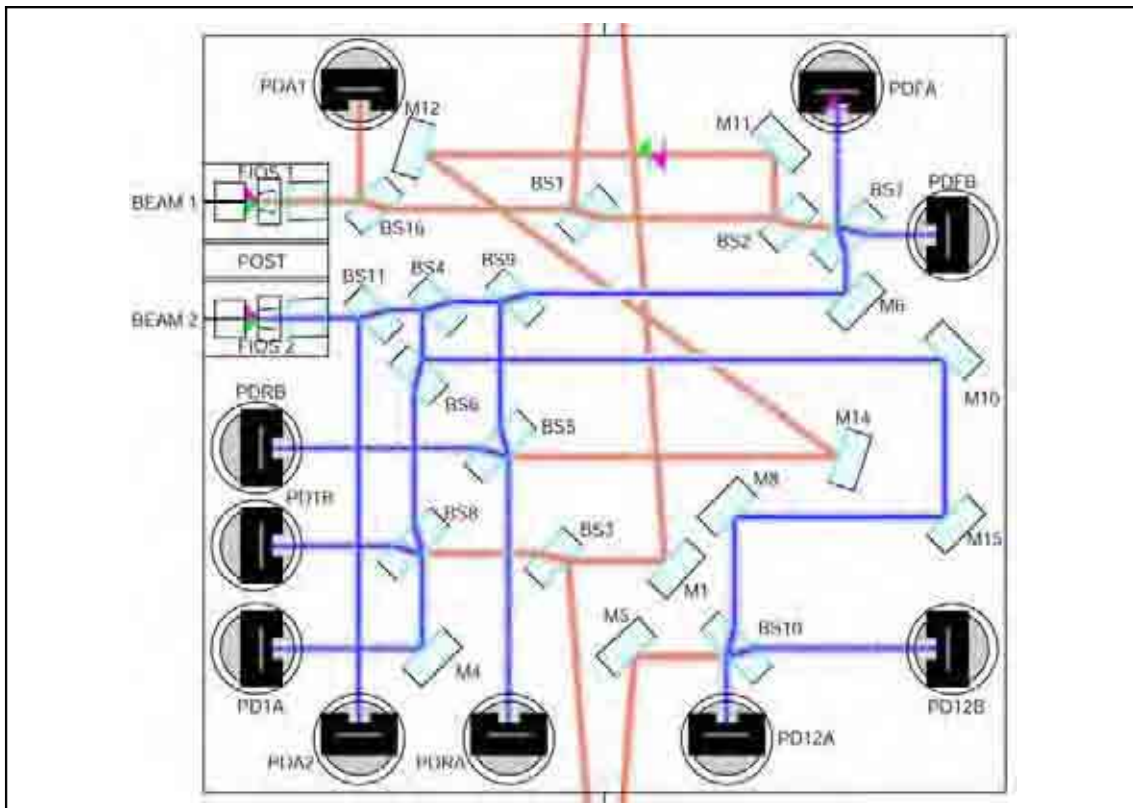 PDA1
M12
M11
PDFA
FIOS 1
BS1
BS7
PDFB
BEAM 1
BS16
BS2
POST
BS11
BS4
BS9
M6
BEAM 2
FIOS 2
PDRB
BS6
M10
BS5
M14
PD1B
M8
BS8
BS3
M15
M1
M5
BS10
M4
PD1A
PD12B
PDA2
PDRA
PD12A